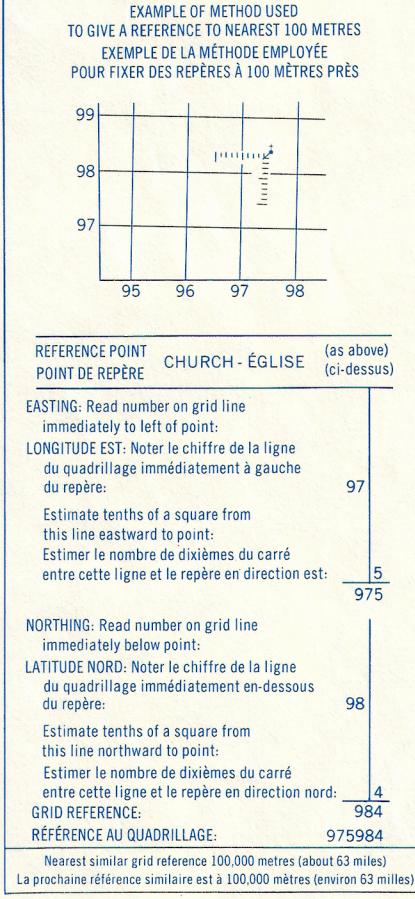 EXAMPLE OF METHOD USED
TO GIVE A REFERENCE TO NEAREST 100 METRES
EXEMPLE DE LA MÉTHODE EMPLOYÉE
POUR FIXER DES REPÈRES À 100 MÈTRES PRÈS
99
98
97
95 96 97 98
REFERENCE POINT
POINT DE REPÈRE
CHURCH - ÉGLISE
(as above)
(ci-dessus)
EASTING: Read number on grid line
immediately to left of point:
LONGITUDE EST: Noter le chiffre de la ligne
du quadrillage immédiatement à gauche
du repère: 97
Estimate tenths of a square from
this line eastward to point:
Estimer le nombre de dixièmes du carré
entre cette ligne et le repère en direction est: 5
975
NORTHING: Read number on grid line
immediately below point:
LATITUDE NORD: Noter le chiffre de la ligne
du quadrillage immédiatement en-dessous
du repère: 98
Estimate tenths of a square from
this line northward to point:
Estimer le nombre de dixièmes du carré
entre cette ligne et le repère en direction nord: 4
GRID REFERENCE: 984
RÉFÉRENCE AU QUADRILLAGE: 975984
Nearest similar grid reference 100,000 metres (about 63 miles)
La prochaine référence similaire est à 100,000 mètres (environ 63 miles)